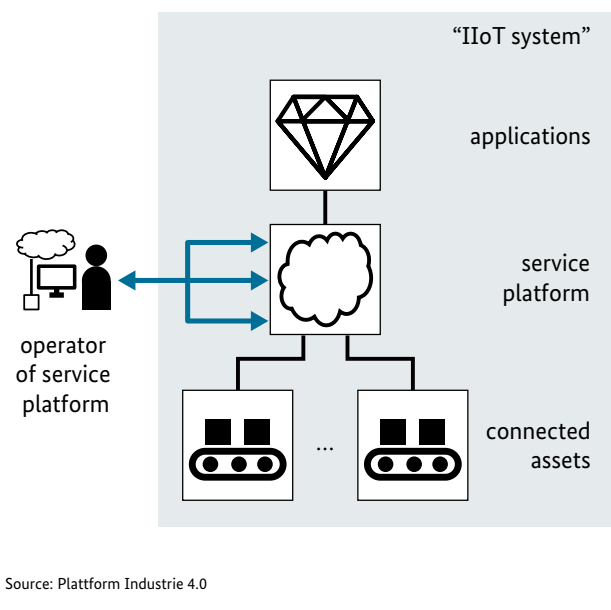 “IIoT system”
applications
service
platform
operator
of service
platform
...
connected
assets
Source: Plattform Industrie 4.0